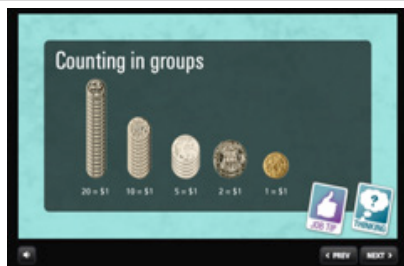 Counting in groups
20 = $1
10 = $1
5 = $1
2 = $1
1 = $1
JOB TIP
THINKING
< PREV
NEXT >